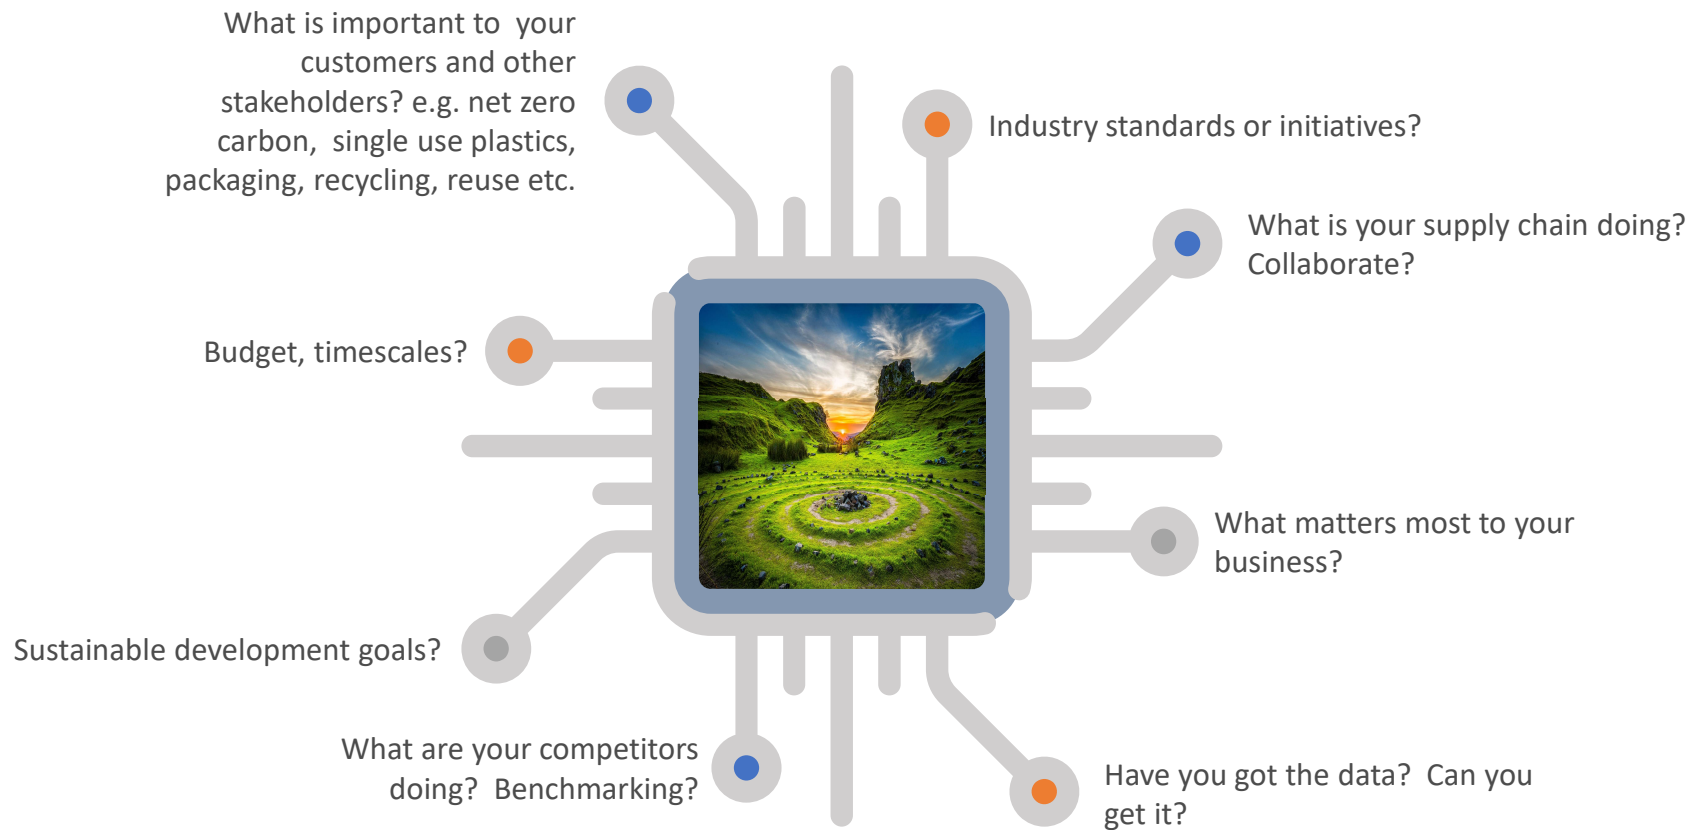 What is important to your
customers and other
stakeholders? e.g. net zero
carbon, single use plastics,
packaging, recycling, reuse etc.
Industry standards or initiatives?
What is your supply chain doing?
Collaborate?
Budget, timescales?
What matters most to your
business?
Sustainable development goals?
What are your competitors
doing? Benchmarking?
Have you got the data? Can you
get it?